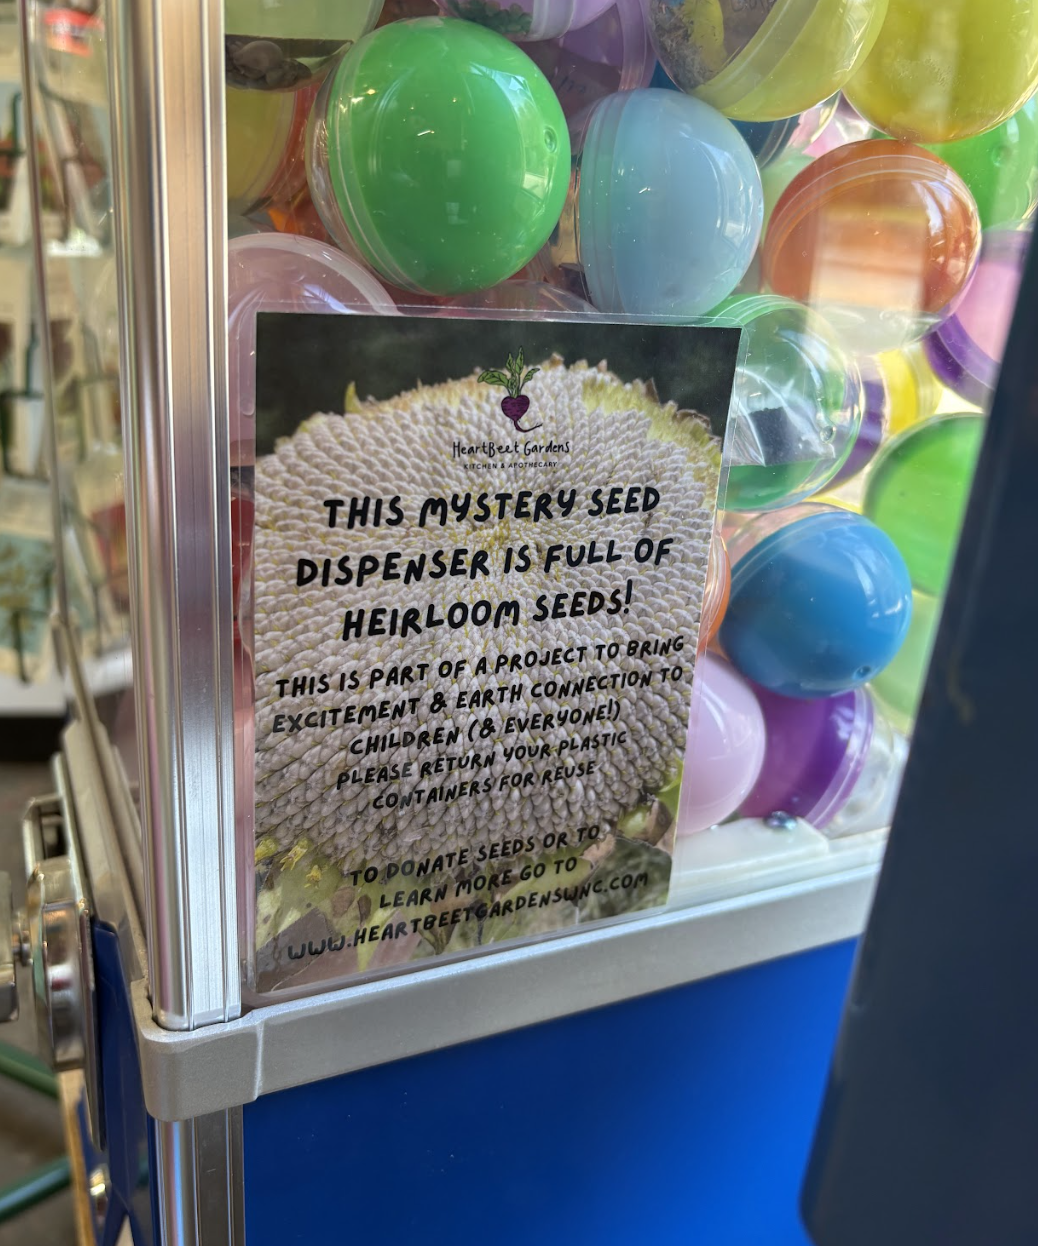 HeartBeet Gardens
KITCHEN & APOTHECARY
THIS MYSTERY SEED
DISPENSER IS FULL OF
HEIRLOOM SEEDS!
THIS IS PART OF A PROJECT TO BRING
EXCITEMENT & EARTH CONNECTION TO
CHILDREN (& EVERYONE!)
PLEASE RETURN YOUR PLASTIC
CONTAINERS FOR REUSE
TO DONATE SEEDS OR TO
LEARN MORE GO TO
WWW.HEARTBEETGARDENSWNC.COM